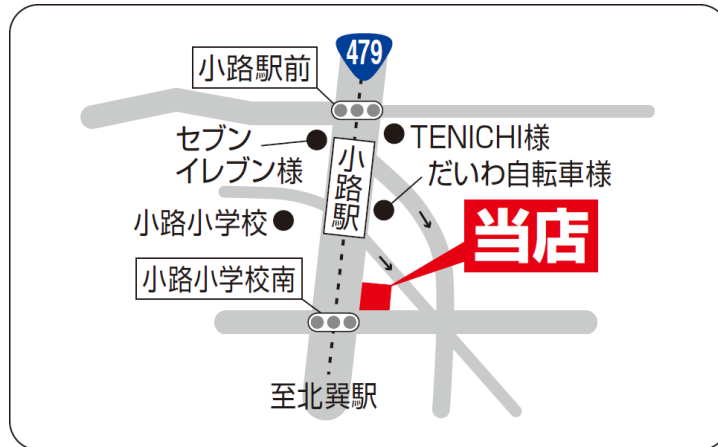 479
小路駅前
セブン
イレブン様
TENICHI様
小路駅
だいわ自転車様
小路小学校
当店
小路小学校南
至北巽駅